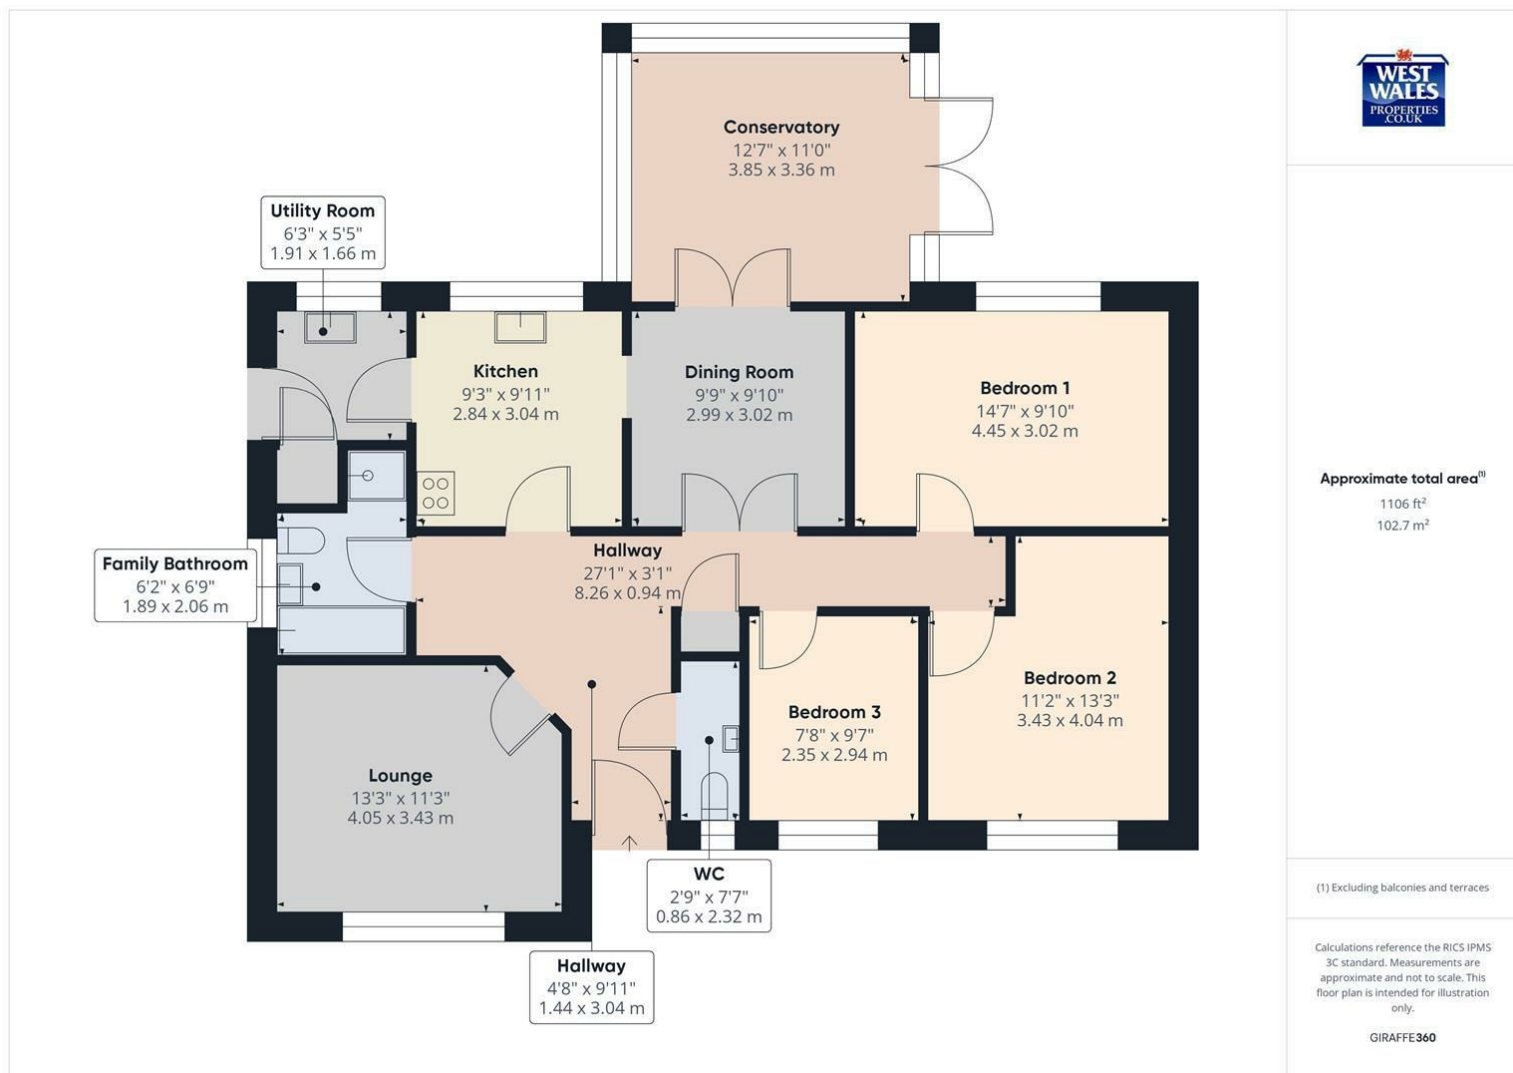 Conservatory
12'7" x 11'0"
3.85 x 3.36 m
Utility Room
6'3" x 5'5"
1.91 x 1.66 m
Kitchen
9'3" x 9'11"
2.84 x 3.04 m
Dining Room
9'9" x 9'10"
2.99 x 3.02 m
Bedroom 1
14'7" x 9'10"
4.45 x 3.02 m
Hallway
27'1" x 3'1"
8.26 x 0.94 m
Family Bathroom
6'2" x 6'9"
1.89 x 2.06 m
Bedroom 2
11'2" x 13'3"
3.43 x 4.04 m
Bedroom 3
7'8" x 9'7"
2.35 x 2.94 m
Lounge
13'3" x 11'3"
4.05 x 3.43 m
WC
2'9" x 7'7"
0.86 x 2.32 m
Hallway
4'8" x 9'11"
1.44 x 3.04 m
WEST
WALES
PROPERTIES
.CO.UK
Approximate total area(1)
1106 ft²
102.7 m²
(1) Excluding balconies and terraces
Calculations reference the RICS IPMS
3C standard. Measurements are
approximate and not to scale. This
floor plan is intended for illustration
only.
GIRAFFE360